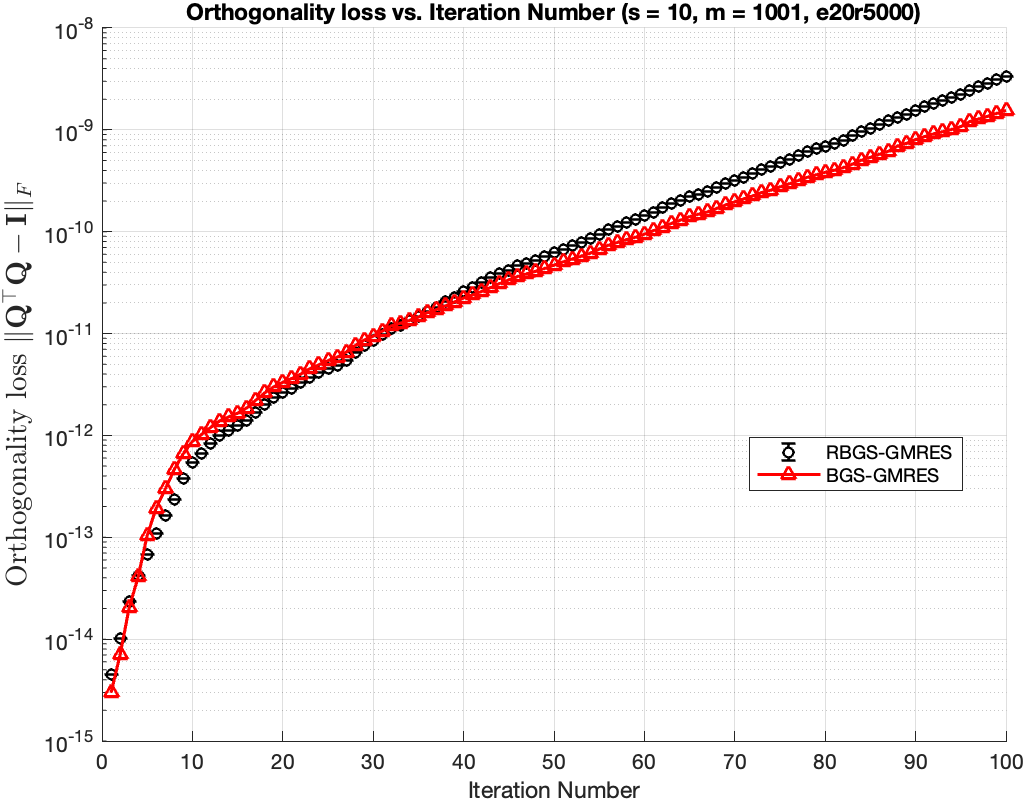 Orthogonality loss vs. Iteration Number (s = 10, m = 1001, e20r5000)
Orthogonality loss ||Q⊤Q − I||F
10-8
10-9
10-10
10-11
10-12
10-13
10-14
10-15
RBGS-GMRES
BGS-GMRES
0 10 20 30 40 50 60 70 80 90 100
Iteration Number